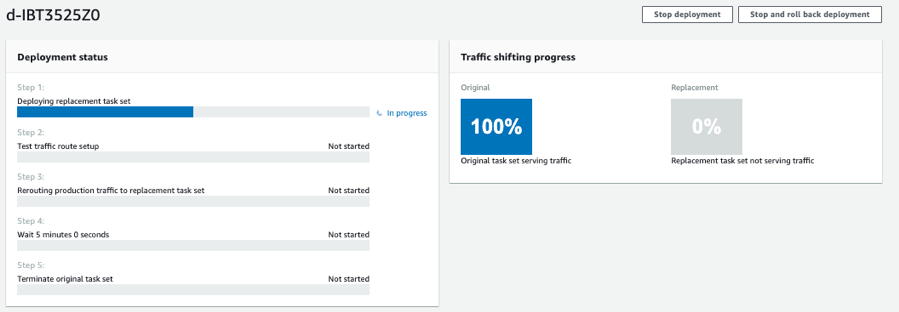 d-IBT3525Z0
Stop deployment
Stop and roll back deployment
Deployment status
Step 1:
Deploying replacement task set
In progress
Step 2:
Test traffic route setup Not started
Step 3:
Rerouting production traffic to replacement task set Not started
Step 4:
Wait 5 minutes 0 seconds Not started
Step 5:
Terminate original task set Not started
Traffic shifting progress
Original
100%
Original task set serving traffic
Replacement
0%
Replacement task set not serving traffic